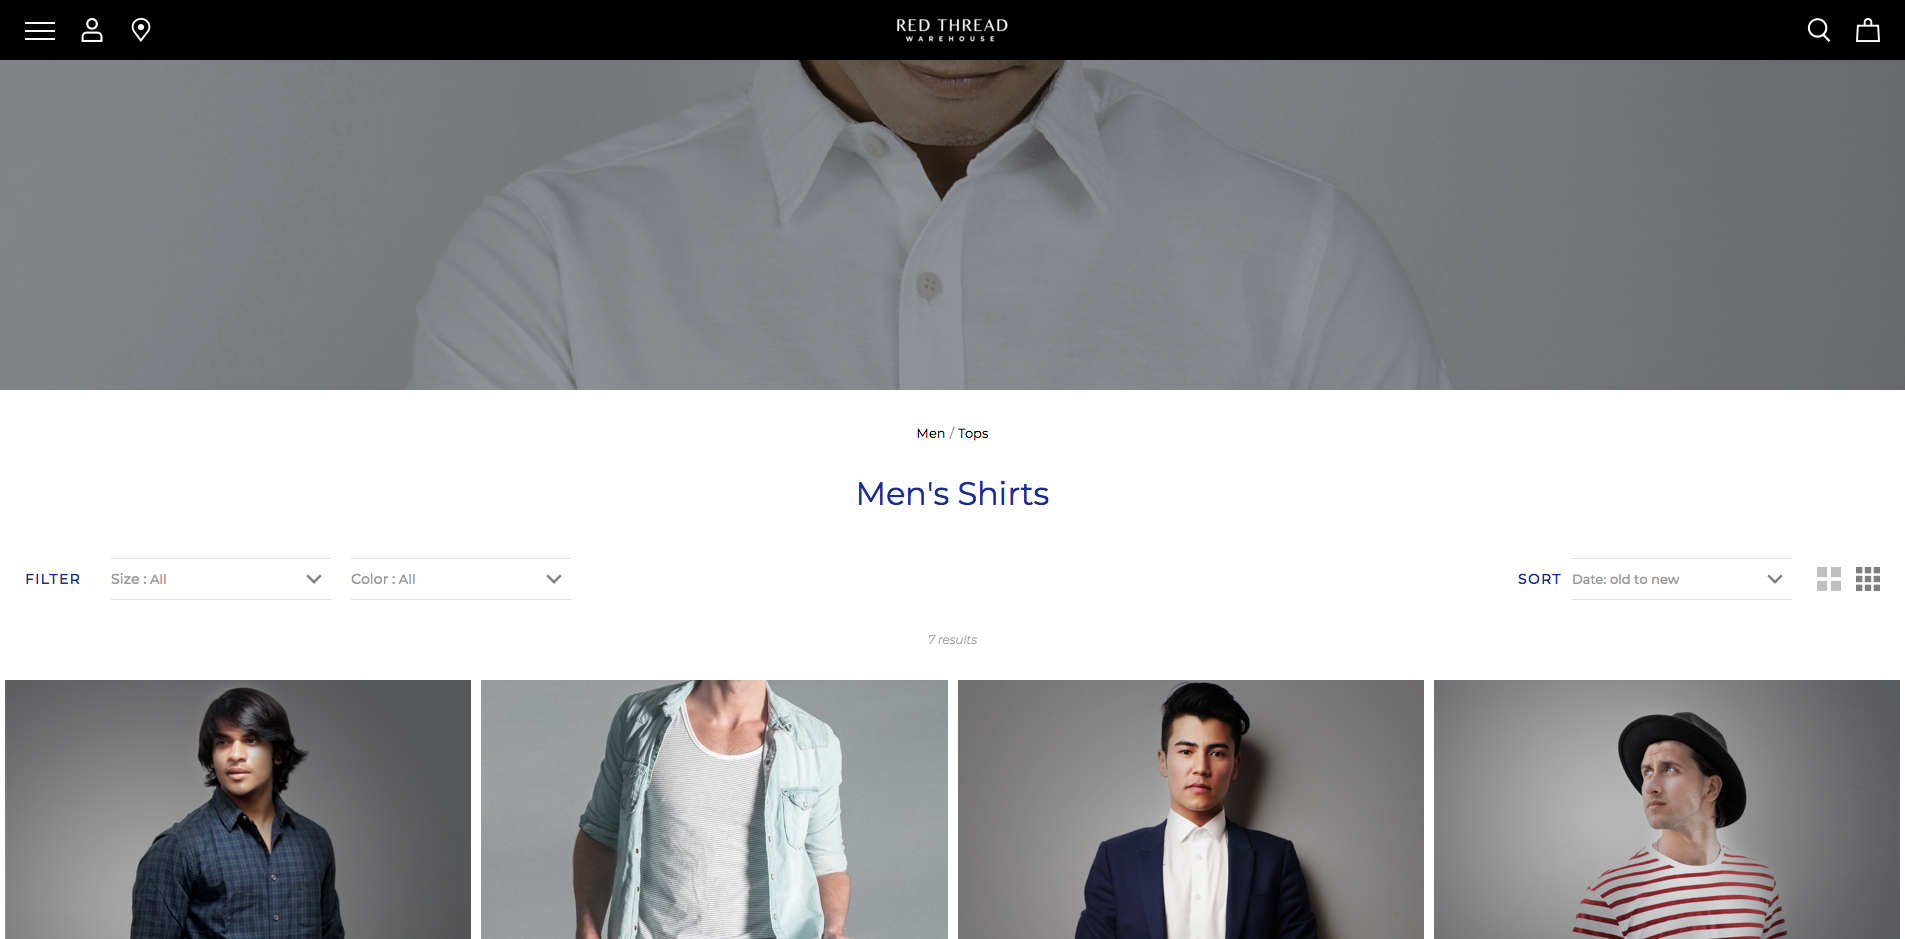 RED THREAD
WAREHOUSE
Men / Tops
Men's Shirts
FILTER
Size : All
Color : All
SORT
Date: old to new
7 results